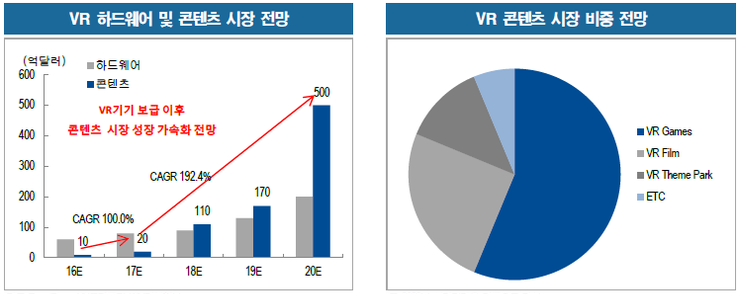 VR 하드웨어 및 콘텐츠 시장 전망
(억달러)
600
500
400
300
200
100
0
하드웨어
콘텐츠
VR기기 보급 이후
콘텐츠 시장 성장 가속화 전망
500
CAGR 192.4%
170
110
CAGR 100.0%
10
20
16E 17E 18E 19E 20E
VR 콘텐츠 시장 비중 전망
VR Games
VR Film
VR Theme Park
ETC